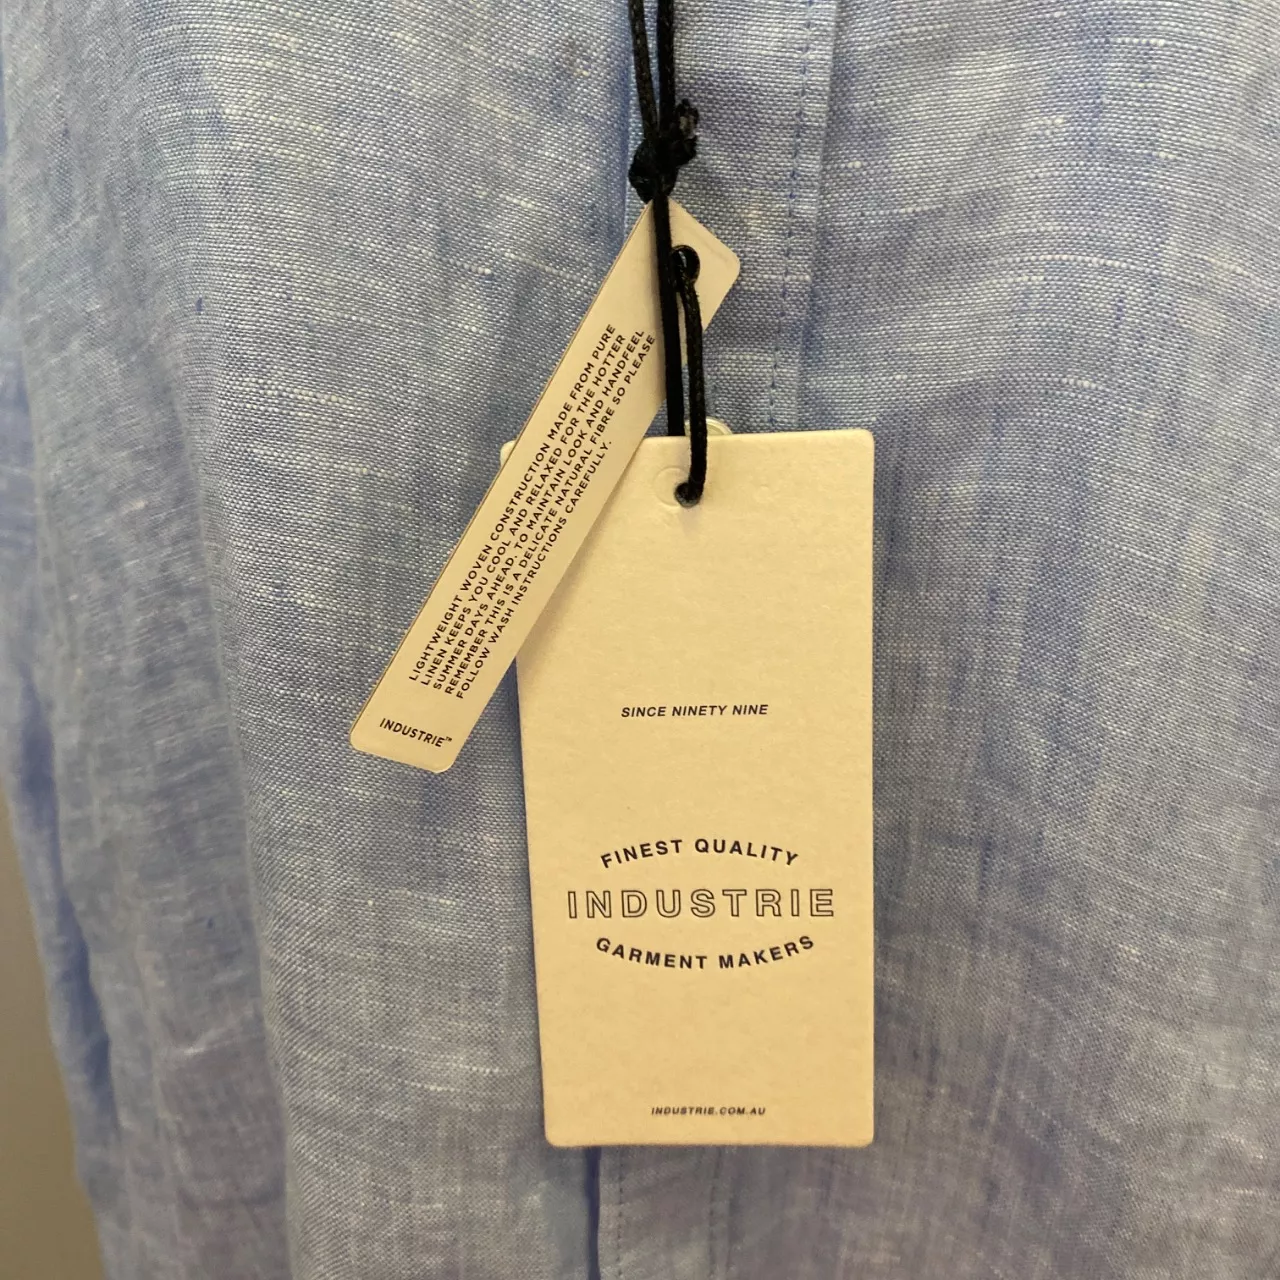 LIGHTWEIGHT WOVEN CONSTRUCTION MADE FROM PURE
LINEN KEEPS YOU COOL AND RELAXED FOR THE HOTTER
SUMMER DAYS AHEAD. TO MAINTAIN LOOK AND HANDFEEL
REMEMBER THIS IS A DELICATE NATURAL FIBRE SO PLEASE
FOLLOW WASH INSTRUCTIONS CAREFULLY.
INDUSTRIE™
SINCE NINETY NINE
FINEST QUALITY
INDUSTRIE
GARMENT MAKERS
INDUSTRIE.COM.AU